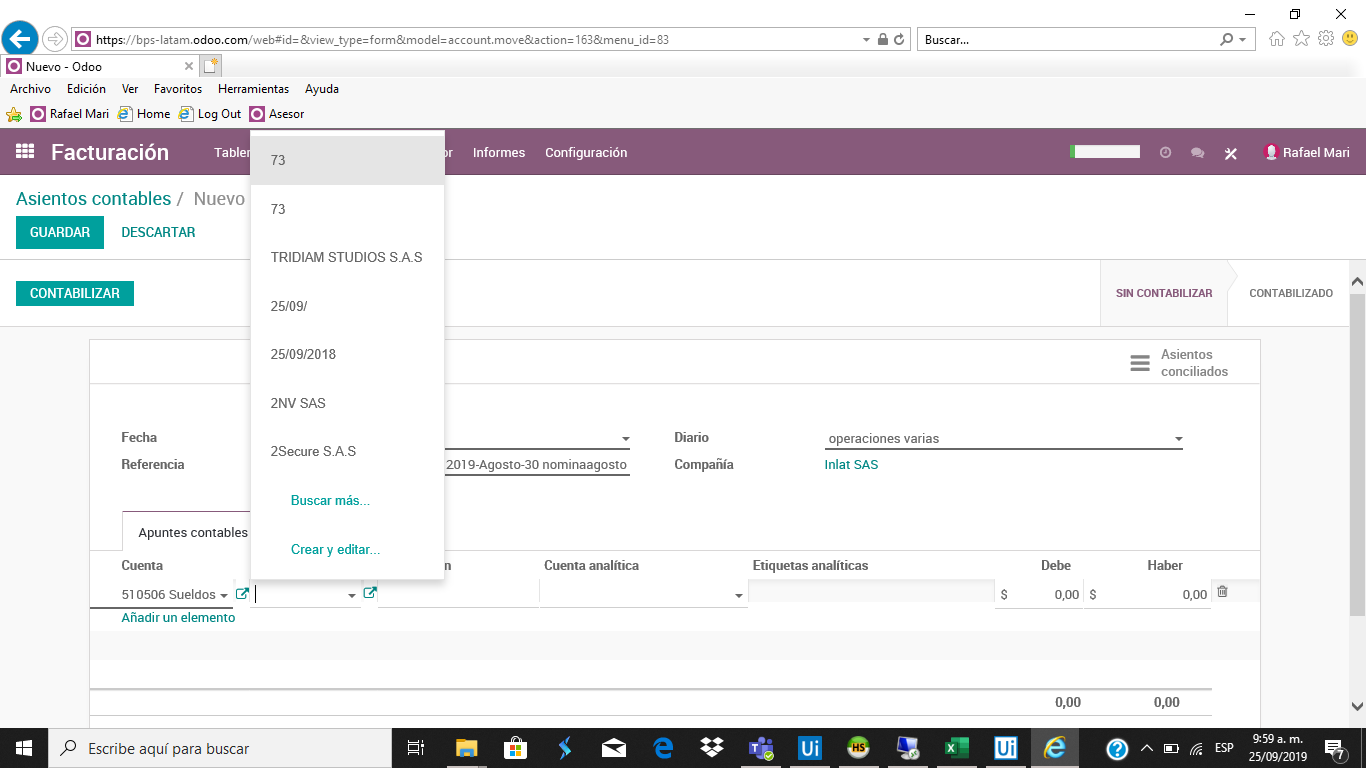 https://bps-latam.odoo.com/web#id=&view_type=form&model=account.move&action=163&menu_id=83
Buscar...
Nuevo - Odoo
Archivo Edición Ver Favoritos Herramientas Ayuda
Rafael Mari Home Log Out Asesor
Facturación Tabler or Informes Configuración Rafael Mari
Asientos contables / Nuevo
GUARDAR DESCARTAR
CONTABILIZAR
SIN CONTABILIZAR CONTABILIZADO
73
73
TRIDIAM STUDIOS S.A.S
25/09/
25/09/2018
2NV SAS
2Secure S.A.S
Buscar más...
Crear y editar...
Asientos
conciliados
Fecha
Diario operaciones varias
Referencia 2019-Agosto-30 nominaagosto
Compañía Inlat SAS
Apuntes contables
Cuenta n Cuenta analítica Etiquetas analíticas Debe Haber
510506 Sueldos $ 0,00 $ 0,00
Añadir un elemento
0,00 0,00
Escribe aquí para buscar
Ui HS Ui
ESP
9:59 a. m.
25/09/2019
7